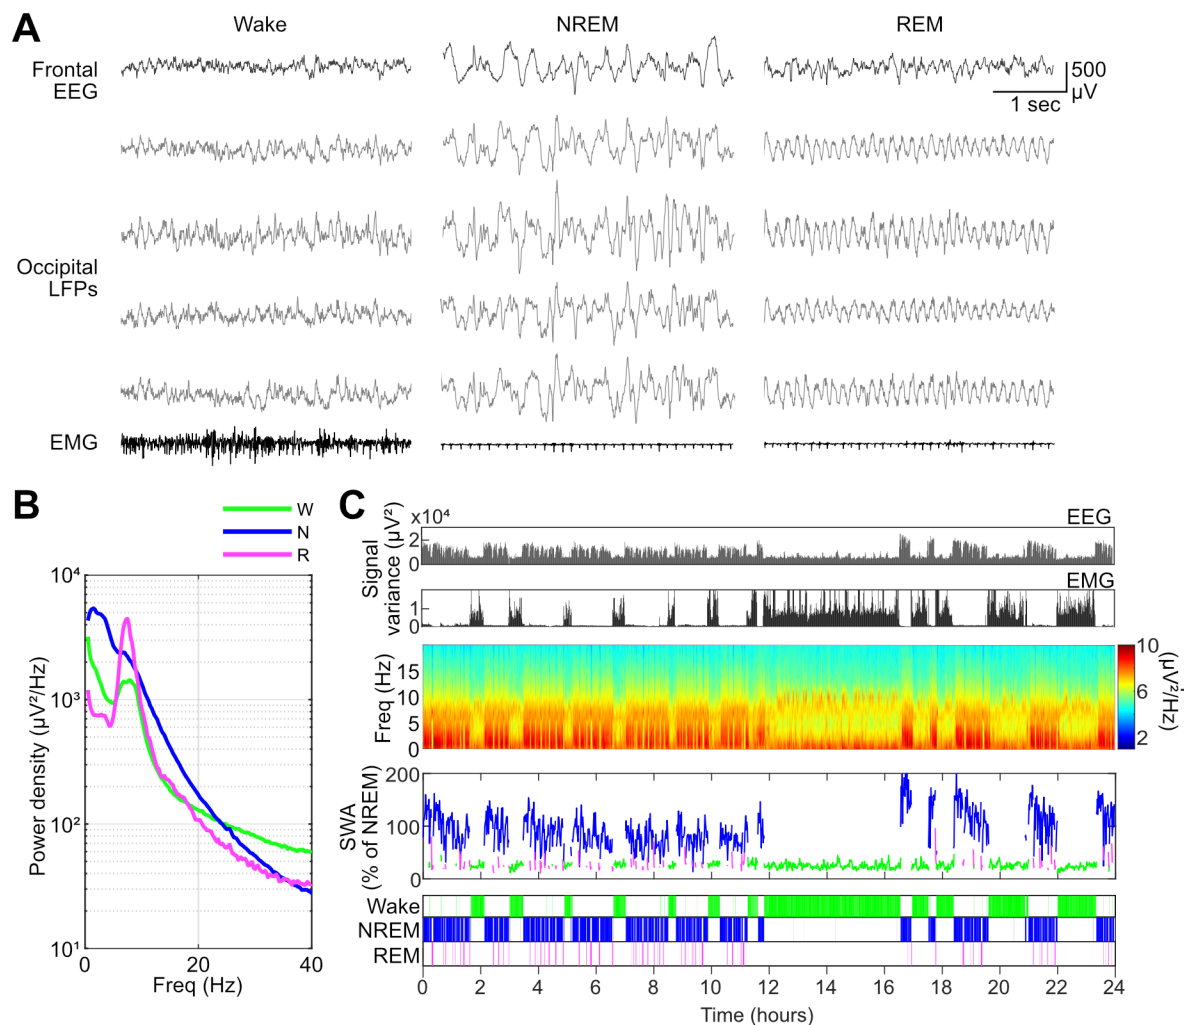 A
Wake
NREM
REM
Frontal
EEG
500
µV
1 sec
Occipital
LFPs
EMG
B
W
N
R
10⁴
10³
10²
10¹
Power density (µV²/Hz)
0
20
40
Freq (Hz)
C
x10⁴
EEG
2
0
Signal
variance (µV²)
EMG
1
0
Freq (Hz)
15
10
5
0
10
8
6
4
2
(µV²/Hz)
SWA
(% of NREM)
200
100
0
Wake
NREM
REM
0 2 4 6 8 10 12 14 16 18 20 22 24
Time (hours)